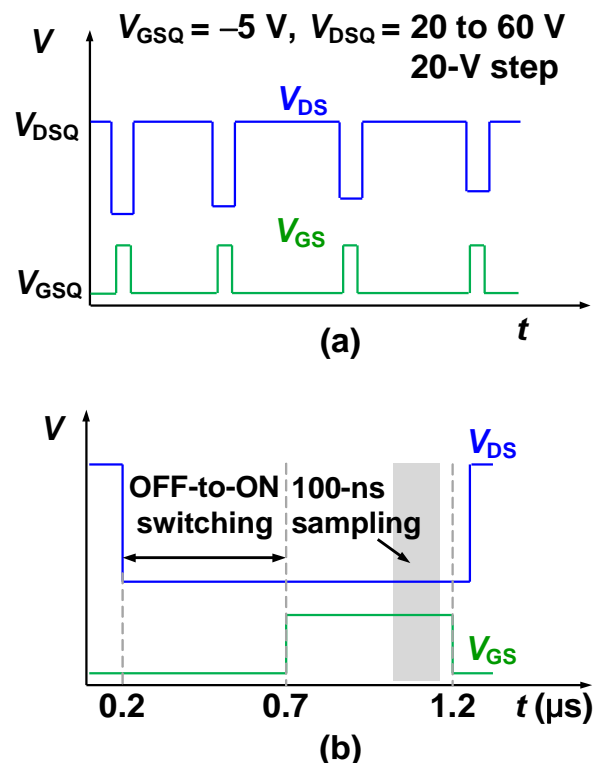 V_GSQ = –5 V, V_DSQ = 20 to 60 V
20-V step
V
V_DS
V_DSQ
V_GS
V_GSQ
t
(a)
V
V_DS
OFF-to-ON switching
100-ns sampling
V_GS
0.2 0.7 1.2 t (µs)
(b)